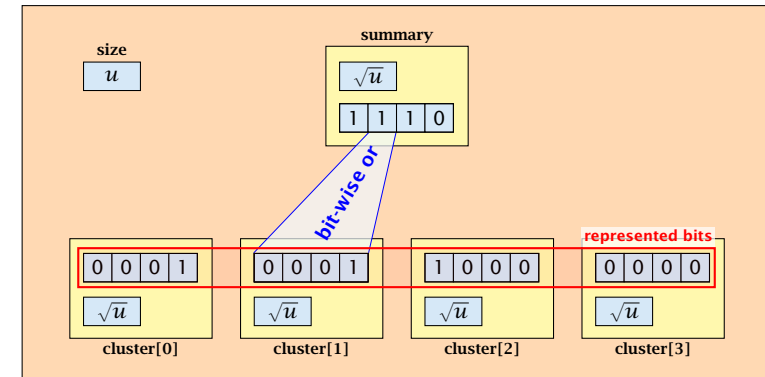 summary
size
u
√u
1 1 1 0
bit-wise or
represented bits
0 0 0 1
0 0 0 1
1 0 0 0
0 0 0 0
√u
√u
√u
√u
cluster[0]
cluster[1]
cluster[2]
cluster[3]